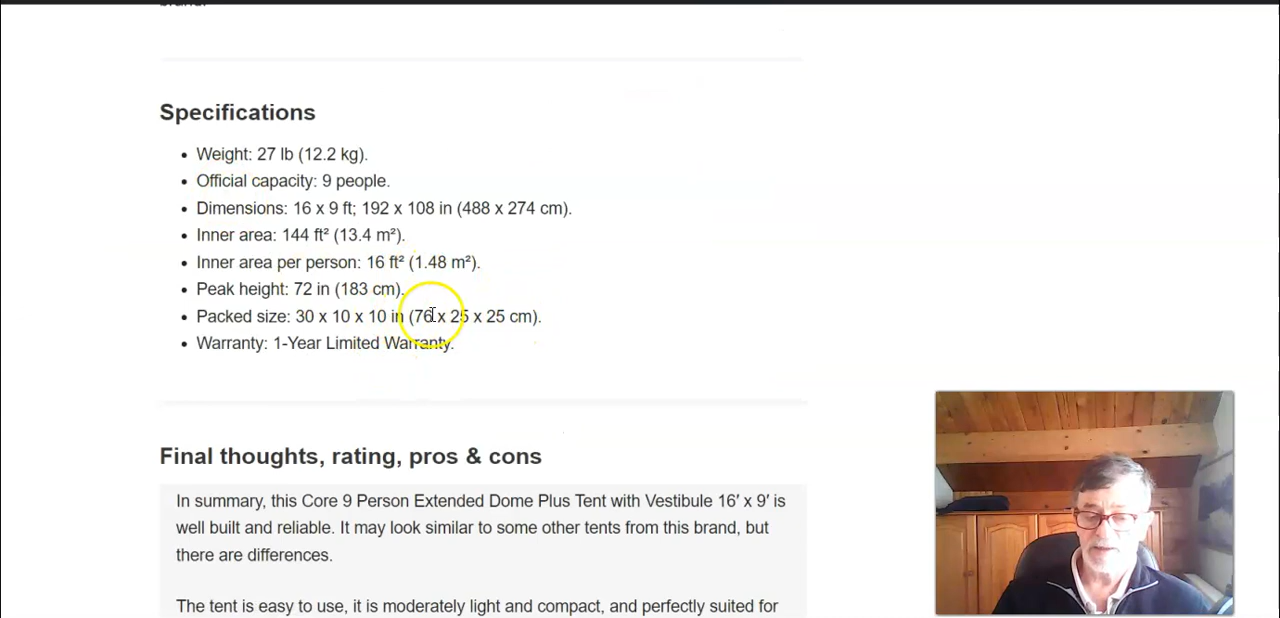 Specifications
Weight: 27 lb (12.2 kg).
Official capacity: 9 people.
Dimensions: 16 x 9 ft; 192 x 108 in (488 x 274 cm).
Inner area: 144 ft² (13.4 m²).
Inner area per person: 16 ft² (1.48 m²).
Peak height: 72 in (183 cm).
Packed size: 30 x 10 x 10 in (76 x 25 x 25 cm).
Warranty: 1-Year Limited Warranty.
Final thoughts, rating, pros & cons
In summary, this Core 9 Person Extended Dome Plus Tent with Vestibule 16′ x 9′ is
well built and reliable. It may look similar to some other tents from this brand, but
there are differences.
The tent is easy to use, it is moderately light and compact, and perfectly suited for